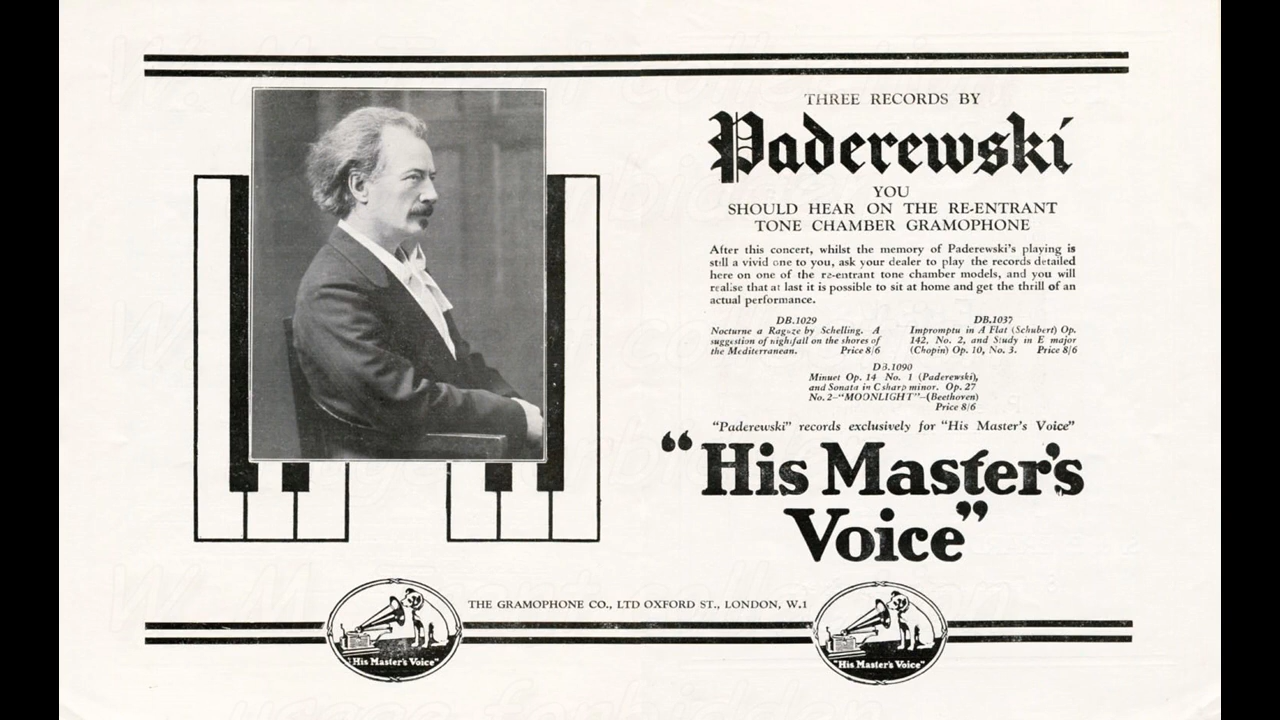 THREE RECORDS BY
Paderewski
YOU
SHOULD HEAR ON THE RE-ENTRANT
TONE CHAMBER GRAMOPHONE
After this concert, whilst the memory of Paderewski's playing is
still a vivid one to you, ask your dealer to play the records detailed
here on one of the re-entrant tone chamber models, and you will
realise that at last it is possible to sit at home and get the thrill of an
actual performance.
DB.1029
Nocturne a Raguze by Schelling. A
suggestion of nightfall on the shores of
the Mediterranean. Price 8/6
DB.1037
Impromptu in A Flat (Schubert) Op.
142, No. 2, and Study in E major
(Chopin) Op. 10, No. 3. Price 8/6
DB.1090
Minuet Op. 14 No. 1 (Paderewski),
and Sonata in C sharp minor. Op. 27
No. 2-"MOONLIGHT"-(Beethoven)
Price 8/6
"Paderewski" records exclusively for "His Master's Voice"
"His Master's
Voice"
THE GRAMOPHONE CO., LTD OXFORD ST., LONDON, W.1
"His Master's Voice"
"His Master's Voice"